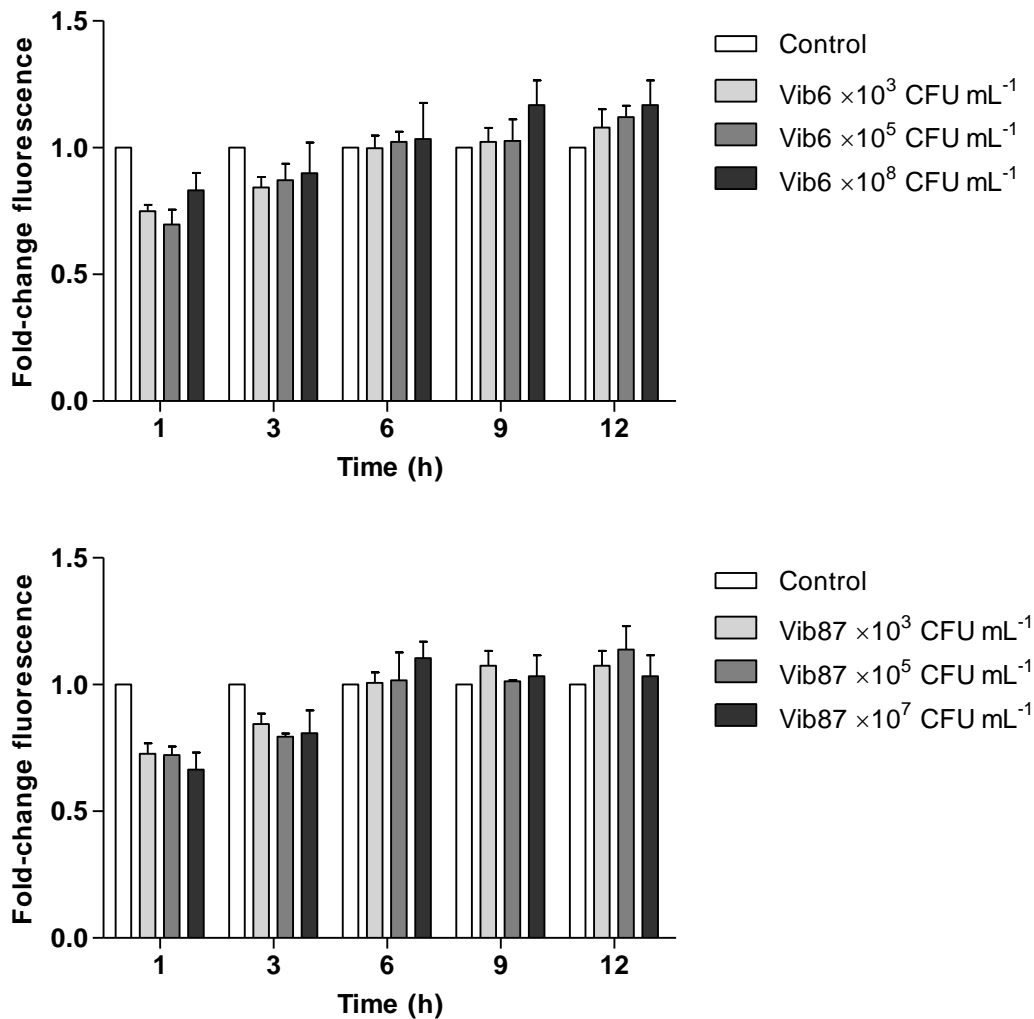 Fold-change fluorescence
1.5
1.0
0.5
0.0
1 3 6 9 12
Time (h)
Control
Vib6 ×10³ CFU mL⁻¹
Vib6 ×10⁵ CFU mL⁻¹
Vib6 ×10⁸ CFU mL⁻¹
Fold-change fluorescence
1.5
1.0
0.5
0.0
1 3 6 9 12
Time (h)
Control
Vib87 ×10³ CFU mL⁻¹
Vib87 ×10⁵ CFU mL⁻¹
Vib87 ×10⁷ CFU mL⁻¹